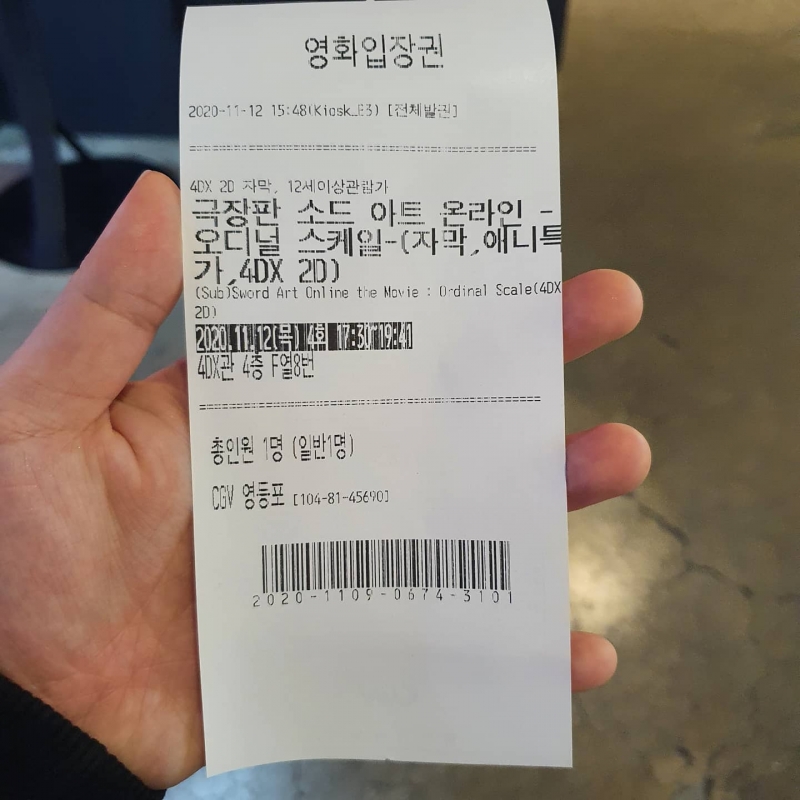 영화입장권
2020-11-12 15:48(Kiosk_E3) [전체발권]
4DX 2D 자막, 12세이상관람가
극장판 소드 아트 온라인 -
오디널 스케일-(자막,애니특
가,4DX 2D)
(Sub)Sword Art Online the Movie : Ordinal Scale(4DX
2D)
2020.11.12(목) 4회 17:30~19:41
4DX관 4층 F열8번
총인원 1명 (일반1명)
CGV 영등포 [104-81-45690]
2020-1109-0674-3101